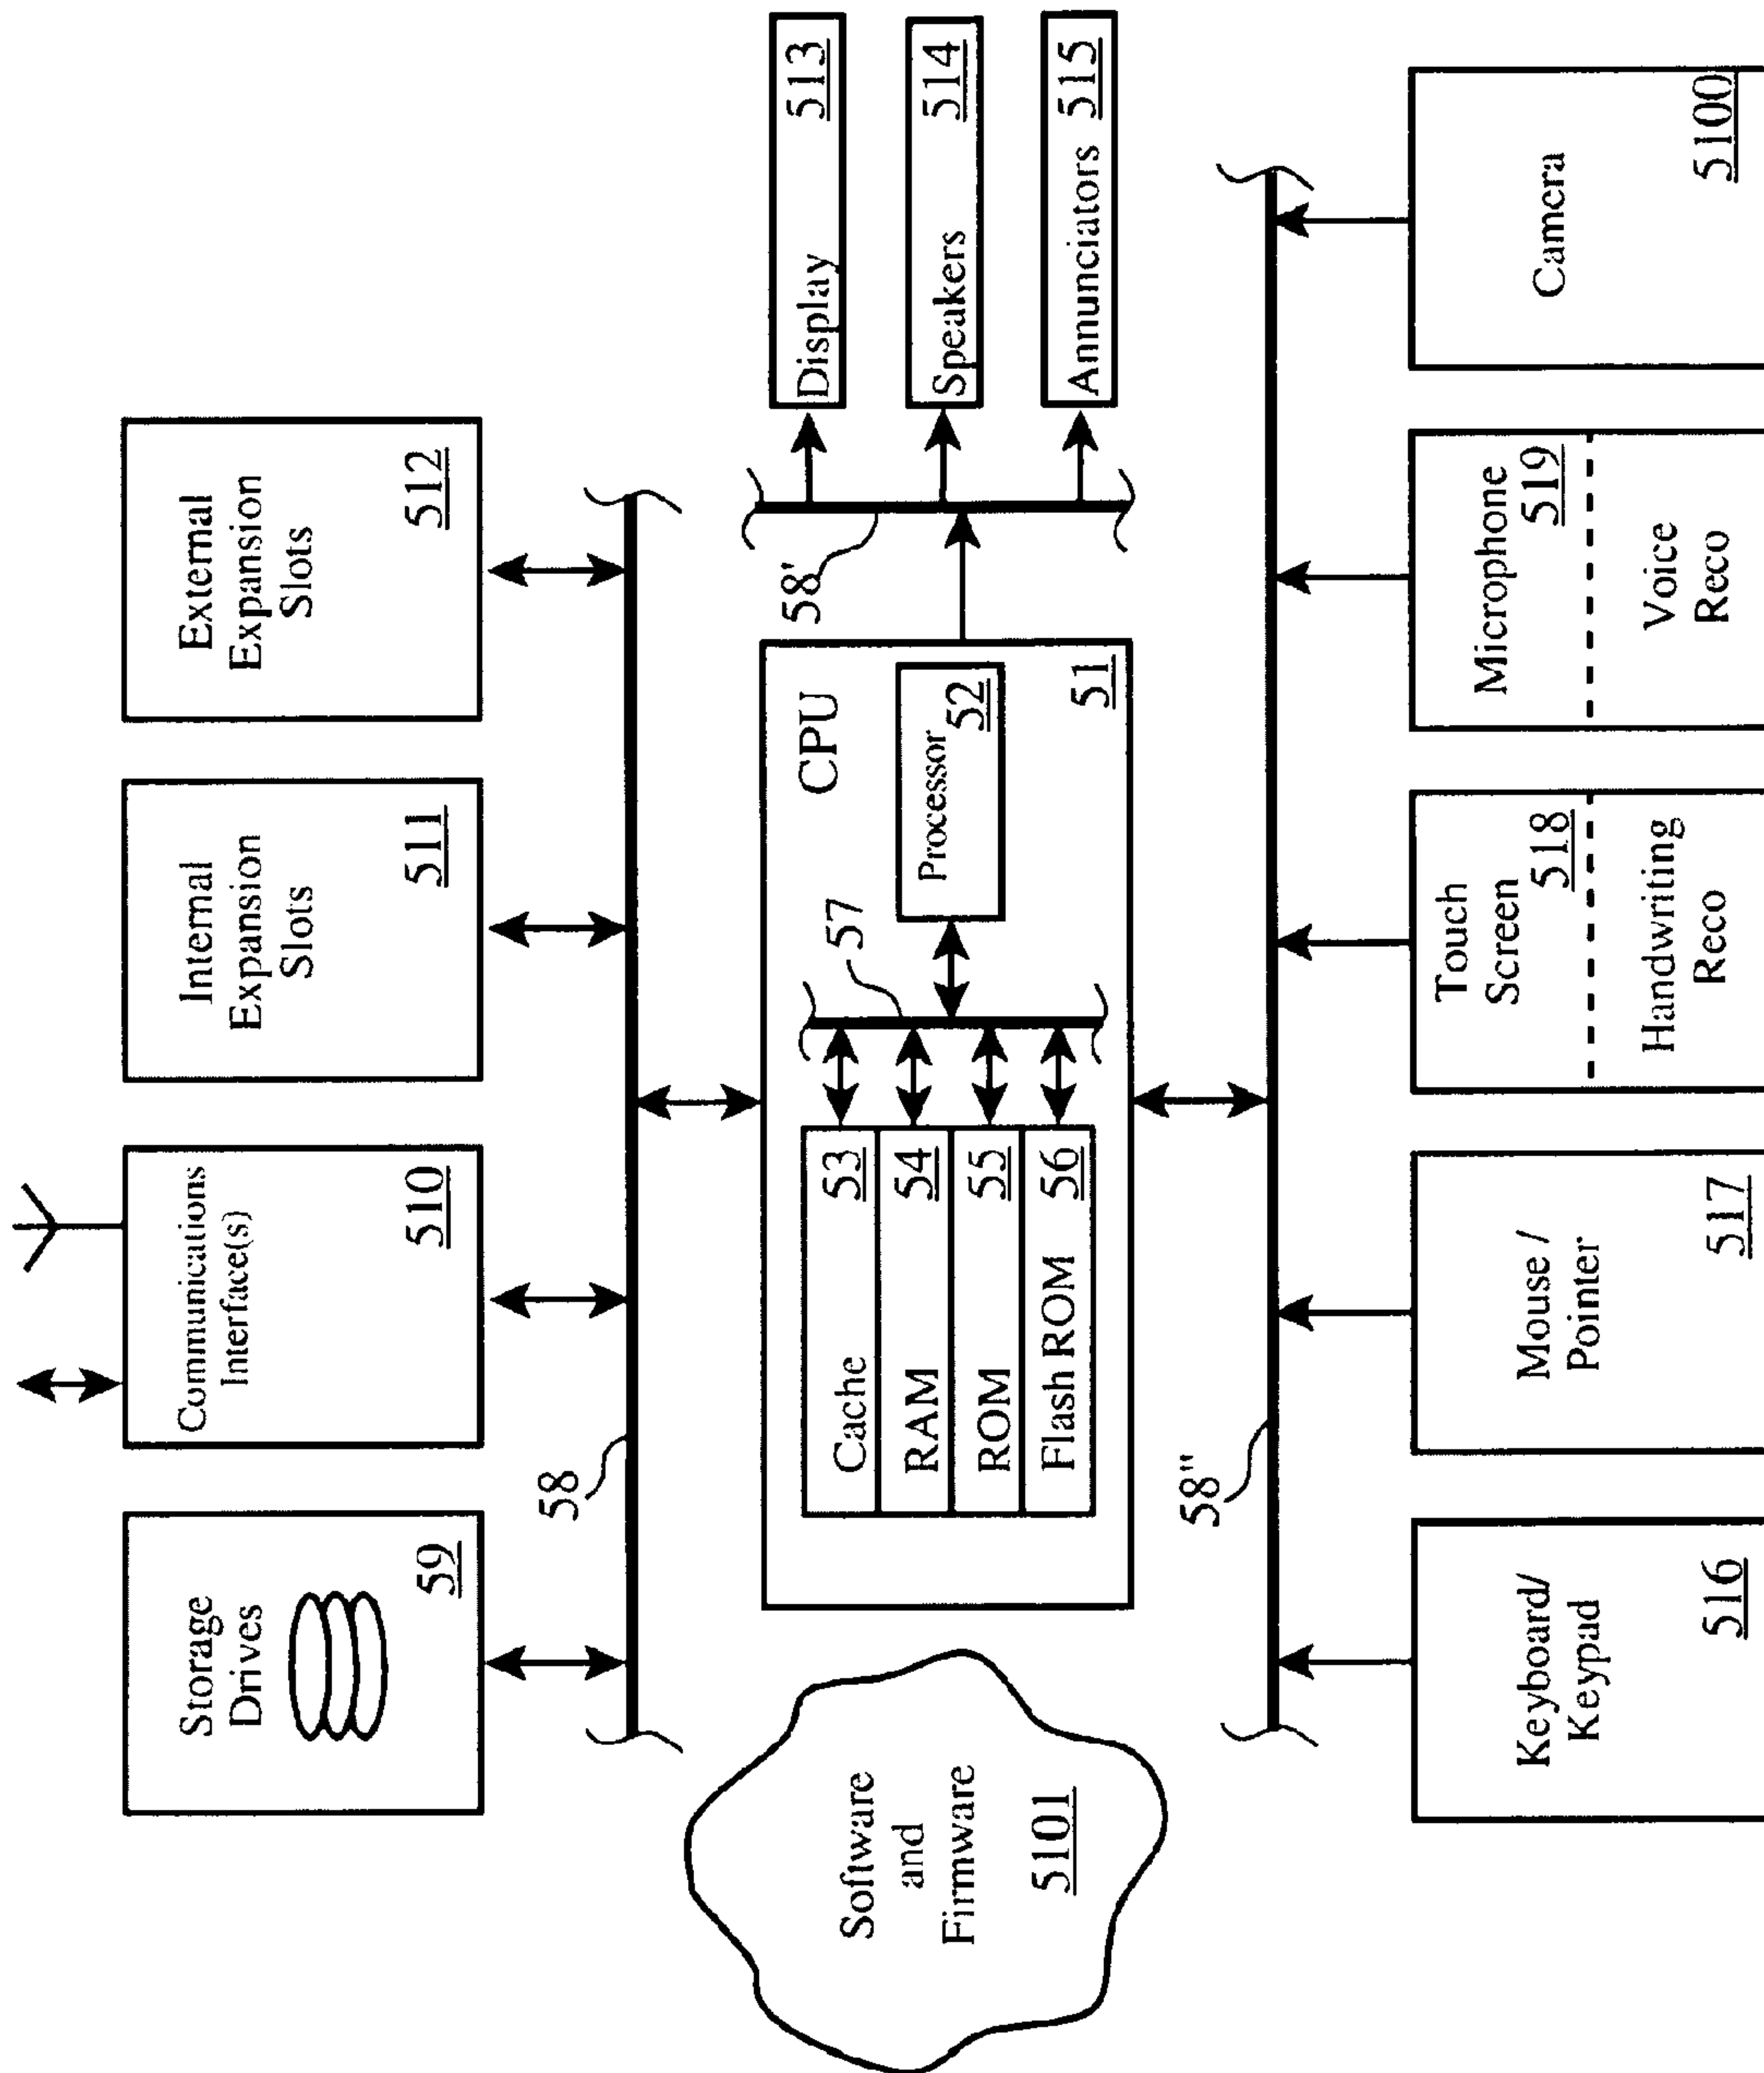 Storage
Drives
59
Communications
Interface(s)
510
Internal
Expansion
Slots
511
External
Expansion
Slots
512
58
Software
and
Firmware
5101
CPU
Cache 53
RAM 54
ROM 55
Flash ROM 56
57
Processor
52
51
58'
Display 513
Speakers 514
Annunciators 515
58"
Keyboard/
Keypad
516
Mouse /
Pointer
517
Touch
Screen
518
Handwriting
Reco
Microphone
519
Voice
Reco
Camera
5100